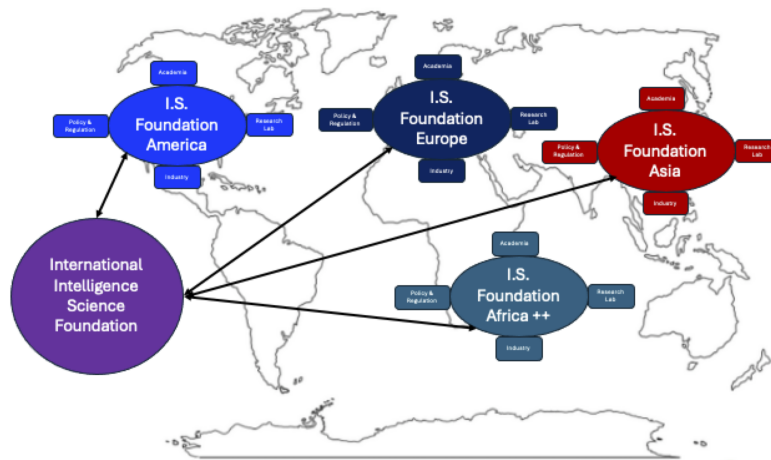 Academia
I.S.
Foundation
America
Policy &
Regulation
Research
Lab
Industry
Academia
I.S.
Foundation
Europe
Policy &
Regulation
Research
Lab
Industry
Academia
I.S.
Foundation
Asia
Policy &
Regulation
Research
Lab
Industry
International
Intelligence
Science
Foundation
Academia
I.S.
Foundation
Africa ++
Policy &
Regulation
Research
Lab
Industry